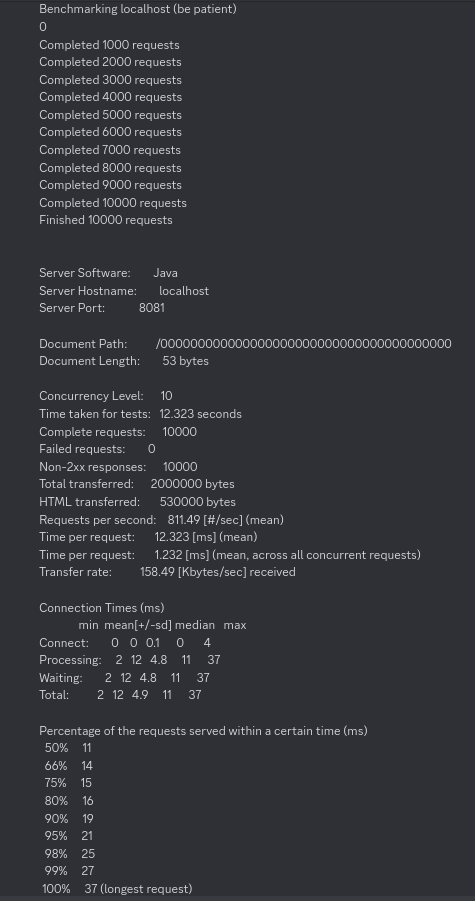 Benchmarking localhost (be patient)
0
Completed 1000 requests
Completed 2000 requests
Completed 3000 requests
Completed 4000 requests
Completed 5000 requests
Completed 6000 requests
Completed 7000 requests
Completed 8000 requests
Completed 9000 requests
Completed 10000 requests
Finished 10000 requests
Server Software: Java
Server Hostname: localhost
Server Port: 8081
Document Path: /0000000000000000000000000000000000000000
Document Length: 53 bytes
Concurrency Level: 10
Time taken for tests: 12.323 seconds
Complete requests: 10000
Failed requests: 0
Non-2xx responses: 10000
Total transferred: 2000000 bytes
HTML transferred: 530000 bytes
Requests per second: 811.49 [#/sec] (mean)
Time per request: 12.323 [ms] (mean)
Time per request: 1.232 [ms] (mean, across all concurrent requests)
Transfer rate: 158.49 [Kbytes/sec] received
Connection Times (ms)
min mean[+/-sd] median max
Connect: 0 0 0.1 0 4
Processing: 2 12 4.8 11 37
Waiting: 2 12 4.8 11 37
Total: 2 12 4.9 11 37
Percentage of the requests served within a certain time (ms)
50% 11
66% 14
75% 15
80% 16
90% 19
95% 21
98% 25
99% 27
100% 37 (longest request)